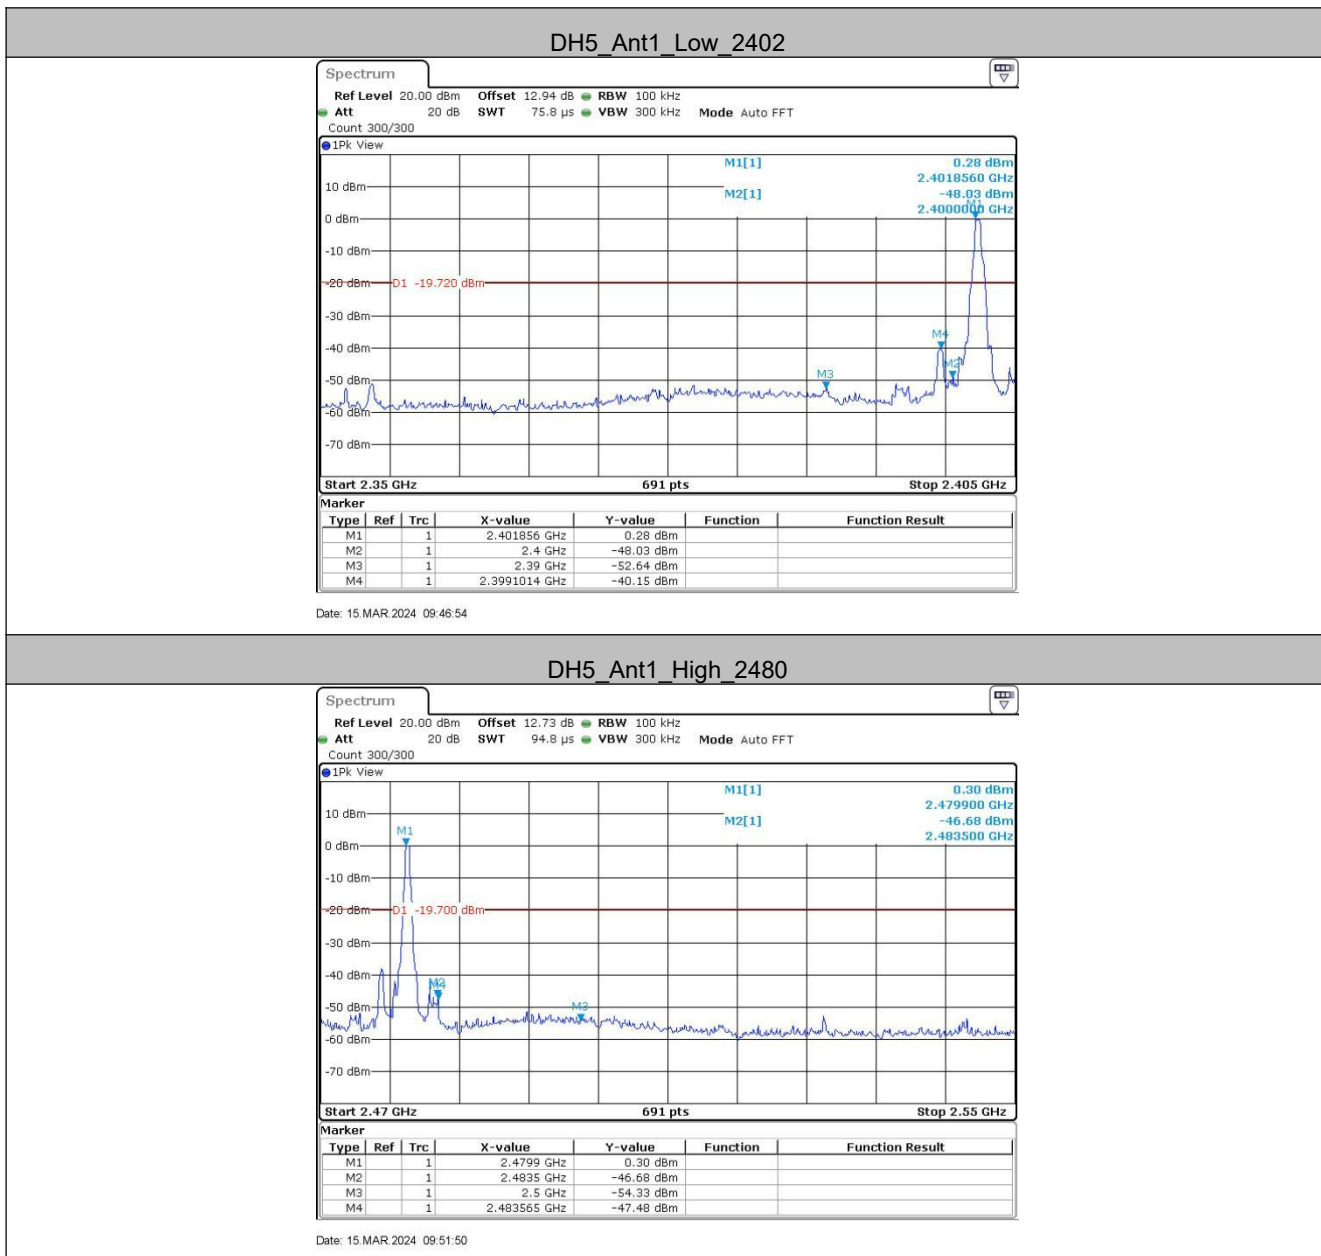 DH5_Ant1_Low_2402
Spectrum
Ref Level 20.00 dBm Offset 12.94 dB RBW 100 kHz
Att 20 dB SWT 75.8 µs VBW 300 kHz Mode Auto FFT
Count 300/300
1Pk View
M1[1] 0.28 dBm
2.4018560 GHz
M2[1] -48.03 dBm
2.4000000 GHz
10 dBm
M1
0 dBm
-10 dBm
-20 dBm D1 -19.720 dBm
-30 dBm
M4
-40 dBm
M2
M3
-50 dBm
-60 dBm
-70 dBm
Start 2.35 GHz 691 pts Stop 2.405 GHz
Marker
Type Ref Trc X-value Y-value Function Function Result
M1 1 2.401856 GHz 0.28 dBm
M2 1 2.4 GHz -48.03 dBm
M3 1 2.39 GHz -52.64 dBm
M4 1 2.3991014 GHz -40.15 dBm
Date: 15.MAR.2024 09:46:54
DH5_Ant1_High_2480
Spectrum
Ref Level 20.00 dBm Offset 12.73 dB RBW 100 kHz
Att 20 dB SWT 94.8 µs VBW 300 kHz Mode Auto FFT
Count 300/300
1Pk View
M1[1] 0.30 dBm
2.479900 GHz
M2[1] -46.68 dBm
2.483500 GHz
10 dBm
M1
0 dBm
-10 dBm
-20 dBm D1 -19.700 dBm
-30 dBm
-40 dBm
M2
M4
-50 dBm
M3
-60 dBm
-70 dBm
Start 2.47 GHz 691 pts Stop 2.55 GHz
Marker
Type Ref Trc X-value Y-value Function Function Result
M1 1 2.4799 GHz 0.30 dBm
M2 1 2.4835 GHz -46.68 dBm
M3 1 2.5 GHz -54.33 dBm
M4 1 2.483565 GHz -47.48 dBm
Date: 15.MAR.2024 09:51:50